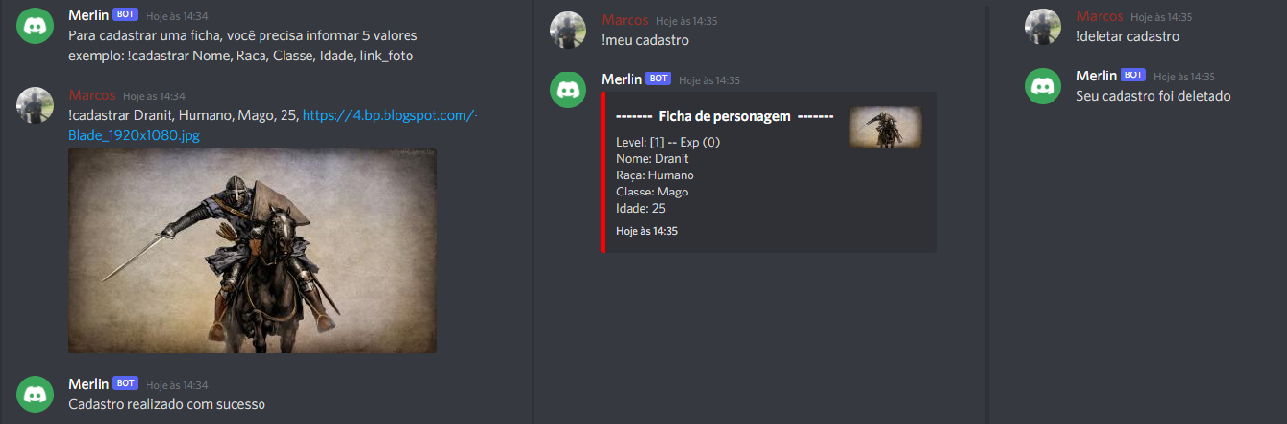 Merlin BOT Hoje às 14:34
Para cadastrar uma ficha, você precisa informar 5 valores
exemplo: !cadastrar Nome, Raca, Classe, Idade, link_foto
Marcos Hoje às 14:34
!cadastrar Dranit, Humano, Mago, 25, https://4.bp.blogspot.com/-
Blade_1920x1080.jpg
Merlin BOT Hoje às 14:34
Cadastro realizado com sucesso
Marcos Hoje às 14:35
!meu cadastro
Merlin BOT Hoje às 14:35
------- Ficha de personagem -------
Level: [1] -- Exp (0)
Nome: Dranit
Raça: Humano
Classe: Mago
Idade: 25
Hoje às 14:35
Marcos Hoje às 14:35
!deletar cadastro
Merlin BOT Hoje às 14:35
Seu cadastro foi deletado